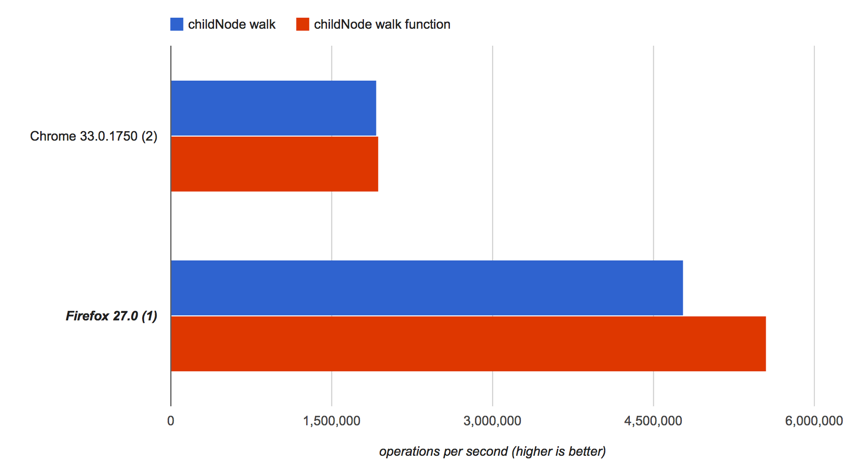 childNode walk childNode walk function
Chrome 33.0.1750 (2)
Firefox 27.0 (1)
0 1,500,000 3,000,000 4,500,000 6,000,000
operations per second (higher is better)